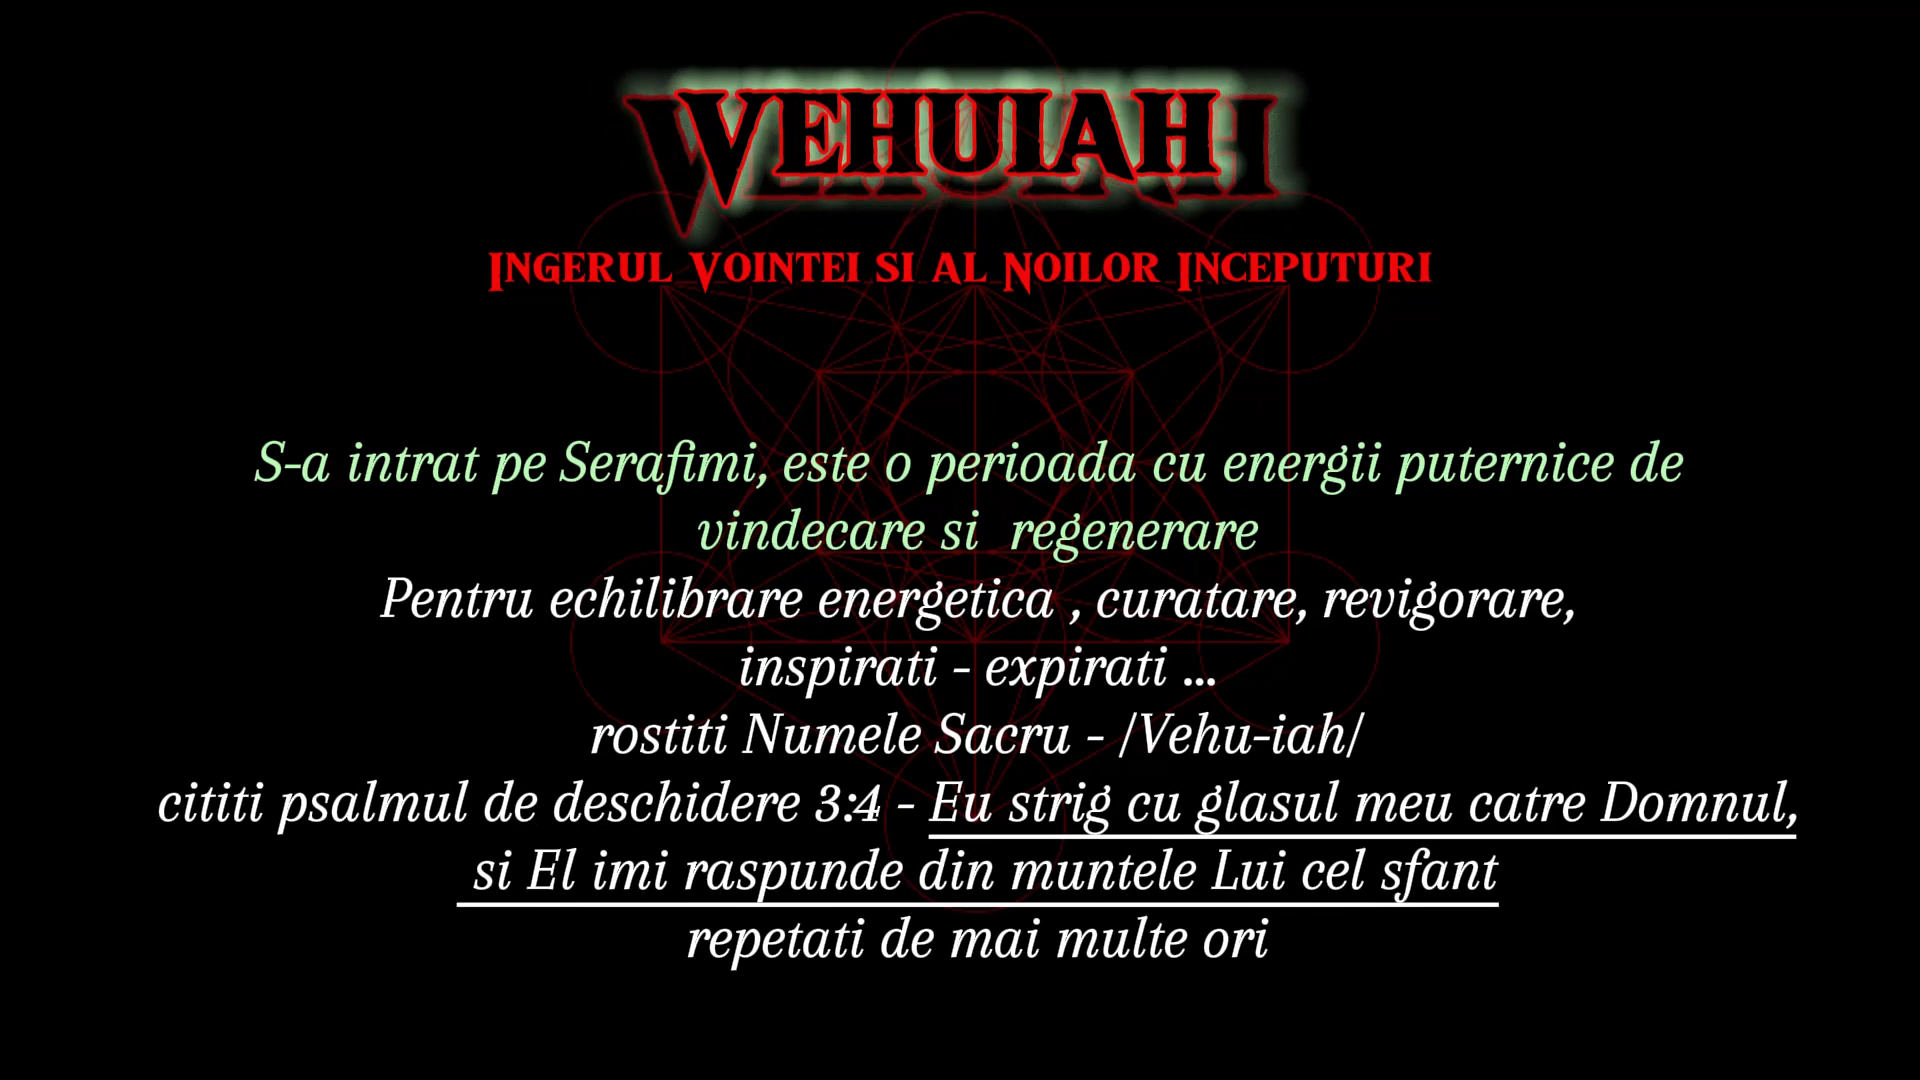 VEHUIAH
INGERUL VOINTEI SI AL NOILOR INCEPUTURI
S-a intrat pe Serafimi, este o perioada cu energii puternice de
vindecare si regenerare
Pentru echilibrare energetica , curatare, revigorare,
inspirati - expirati ...
rostiti Numele Sacru - /Vehu-iah/
cititi psalmul de deschidere 3:4 - Eu strig cu glasul meu catre Domnul,
si El imi raspunde din muntele Lui cel sfant
repetati de mai multe ori